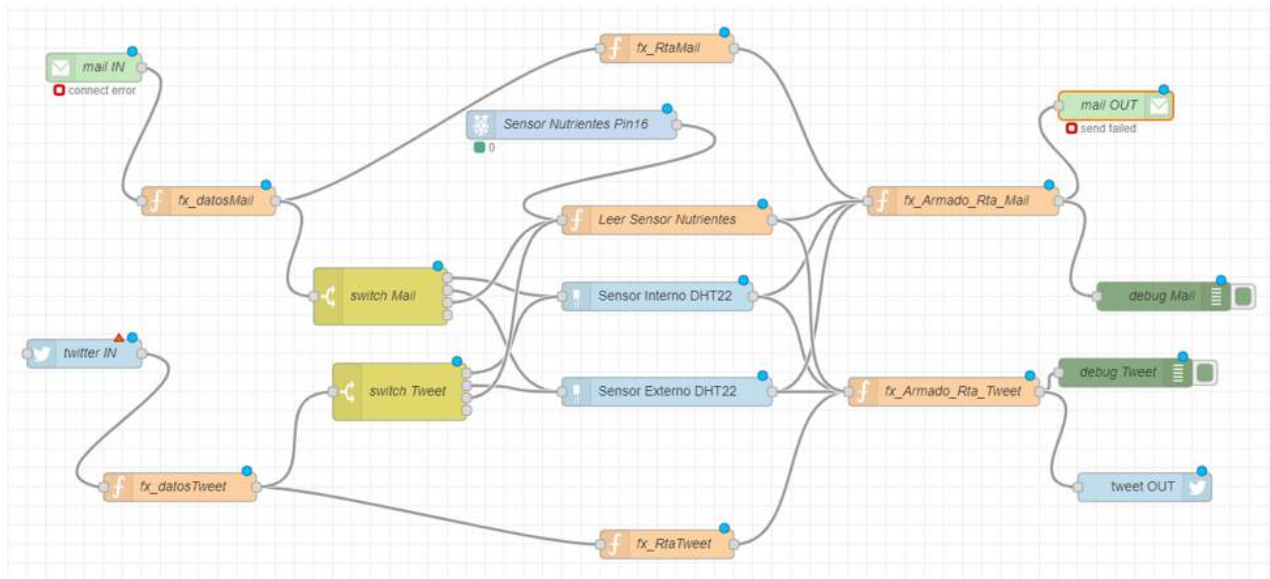 fx_RtaMail
mail IN
connect error
mail OUT
send failed
Sensor Nutrientes Pin16
0
fx_datosMail
fx_Armado_Rta_Mail
Leer Sensor Nutrientes
switch Mail
Sensor Interno DHT22
debug Mail
twitter IN
debug Tweet
switch Tweet
Sensor Externo DHT22
fx_Armado_Rta_Tweet
fx_datosTweet
tweet OUT
fx_RtaTweet